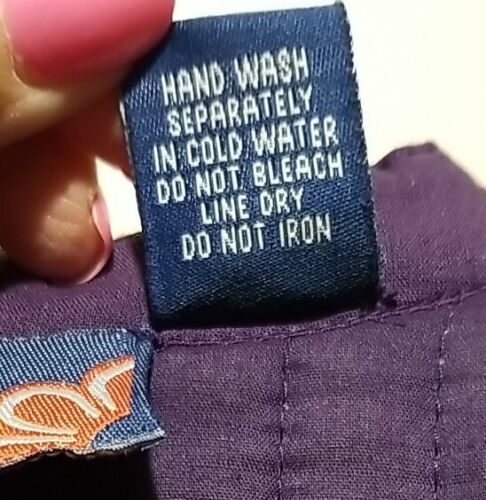 HAND WASH
SEPARATELY
IN COLD WATER
DO NOT BLEACH
LINE DRY
DO NOT IRON